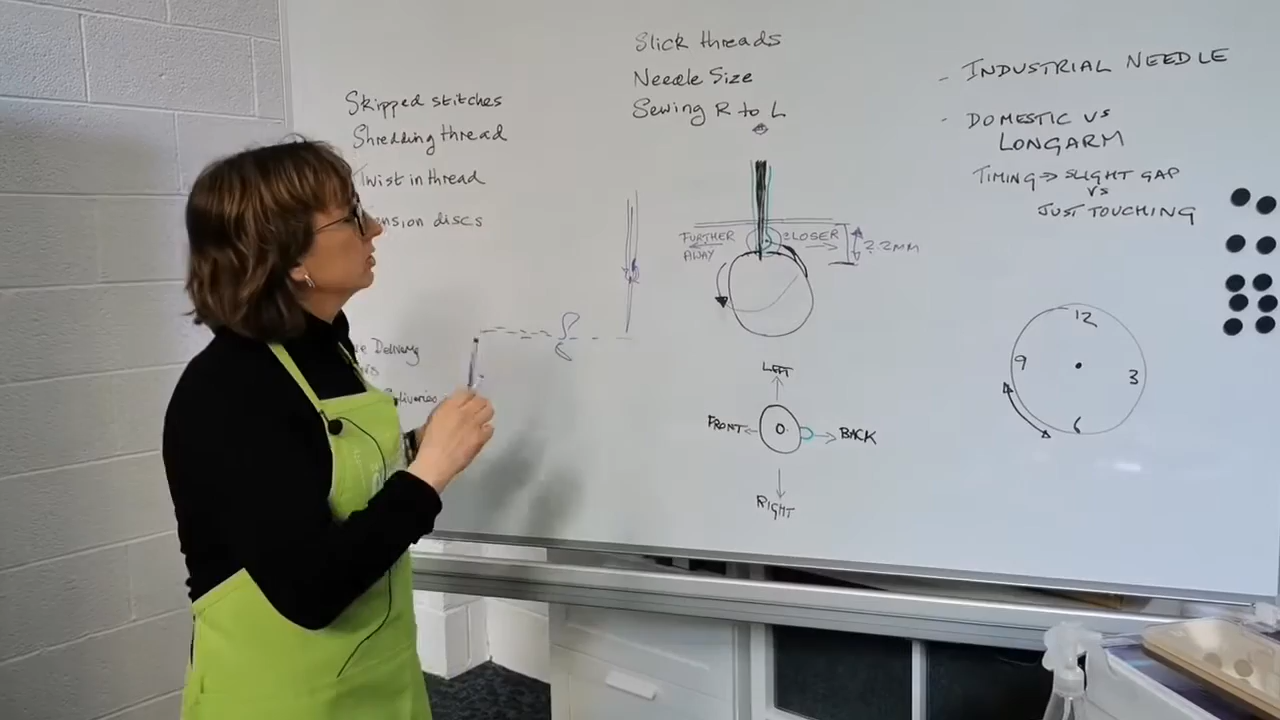 Skipped stitches
Shredding thread
Twist in thread
ension discs
Delivery
vs
Slick threads
Needle Size
Sewing R to L
FURTHER
AWAY
CLOSER
2.2MM
LEFT
FRONT
BACK
RIGHT
- INDUSTRIAL NEEDLE
- DOMESTIC VS
LONGARM
TIMING → SLIGHT GAP
VS
JUST TOUCHING
12
9
3
6